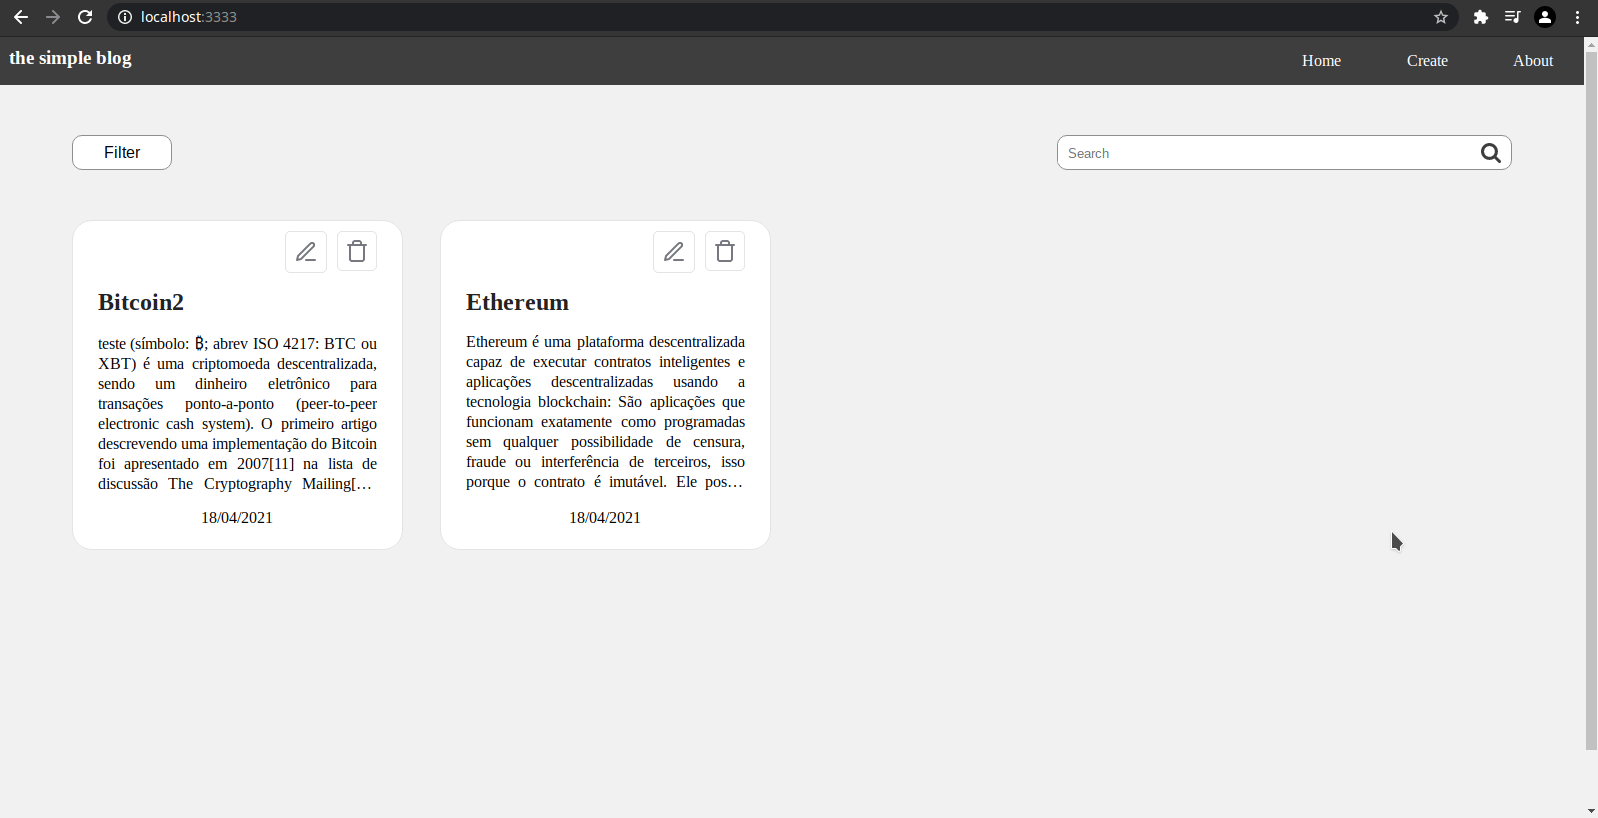 localhost:3333
the simple blog
Home
Create
About
Filter
Search
Bitcoin2
teste (símbolo: ₿; abrev ISO 4217: BTC ou
XBT) é uma criptomoeda descentralizada,
sendo um dinheiro eletrônico para
transações ponto-a-ponto (peer-to-peer
electronic cash system). O primeiro artigo
descrevendo uma implementação do Bitcoin
foi apresentado em 2007[11] na lista de
discussão The Cryptography Mailing[…
18/04/2021
Ethereum
Ethereum é uma plataforma descentralizada
capaz de executar contratos inteligentes e
aplicações descentralizadas usando a
tecnologia blockchain: São aplicações que
funcionam exatamente como programadas
sem qualquer possibilidade de censura,
fraude ou interferência de terceiros, isso
porque o contrato é imutável. Ele pos…
18/04/2021